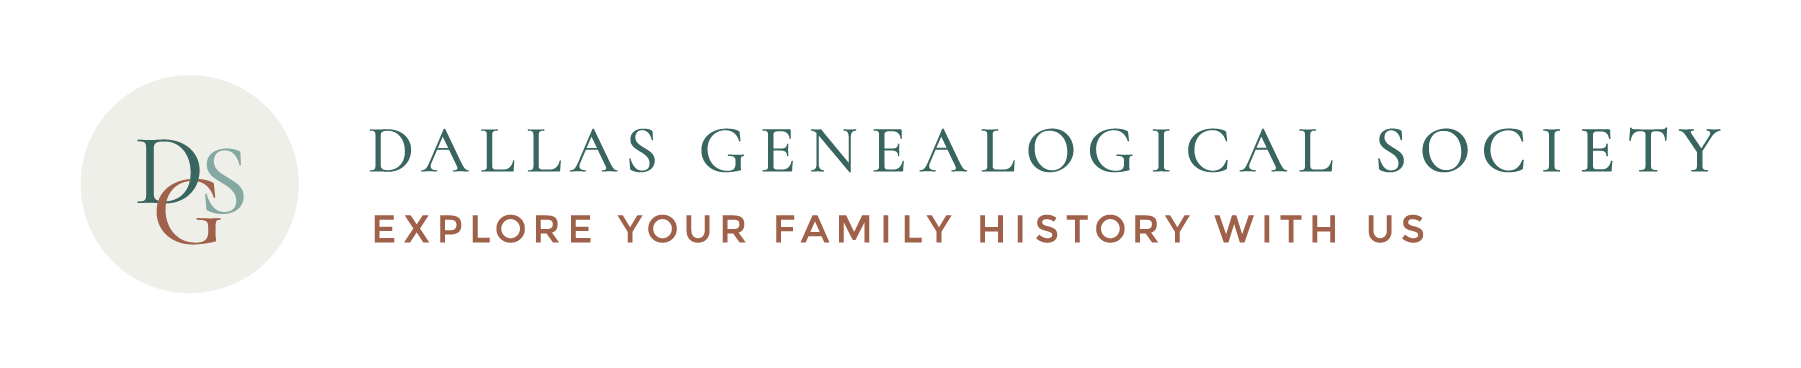 DGS
DALLAS GENEALOGICAL SOCIETY
EXPLORE YOUR FAMILY HISTORY WITH US